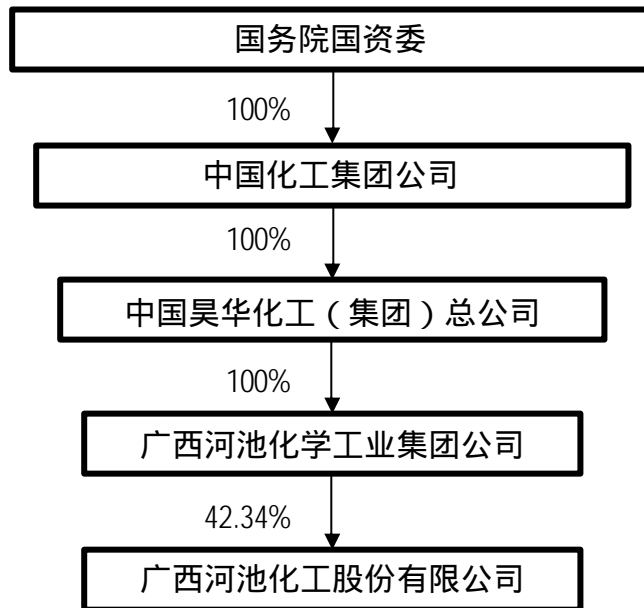 国务院国资委
100%
中国化工集团公司
100%
中国昊华化工（集团）总公司
100%
广西河池化学工业集团公司
42.34%
广西河池化工股份有限公司